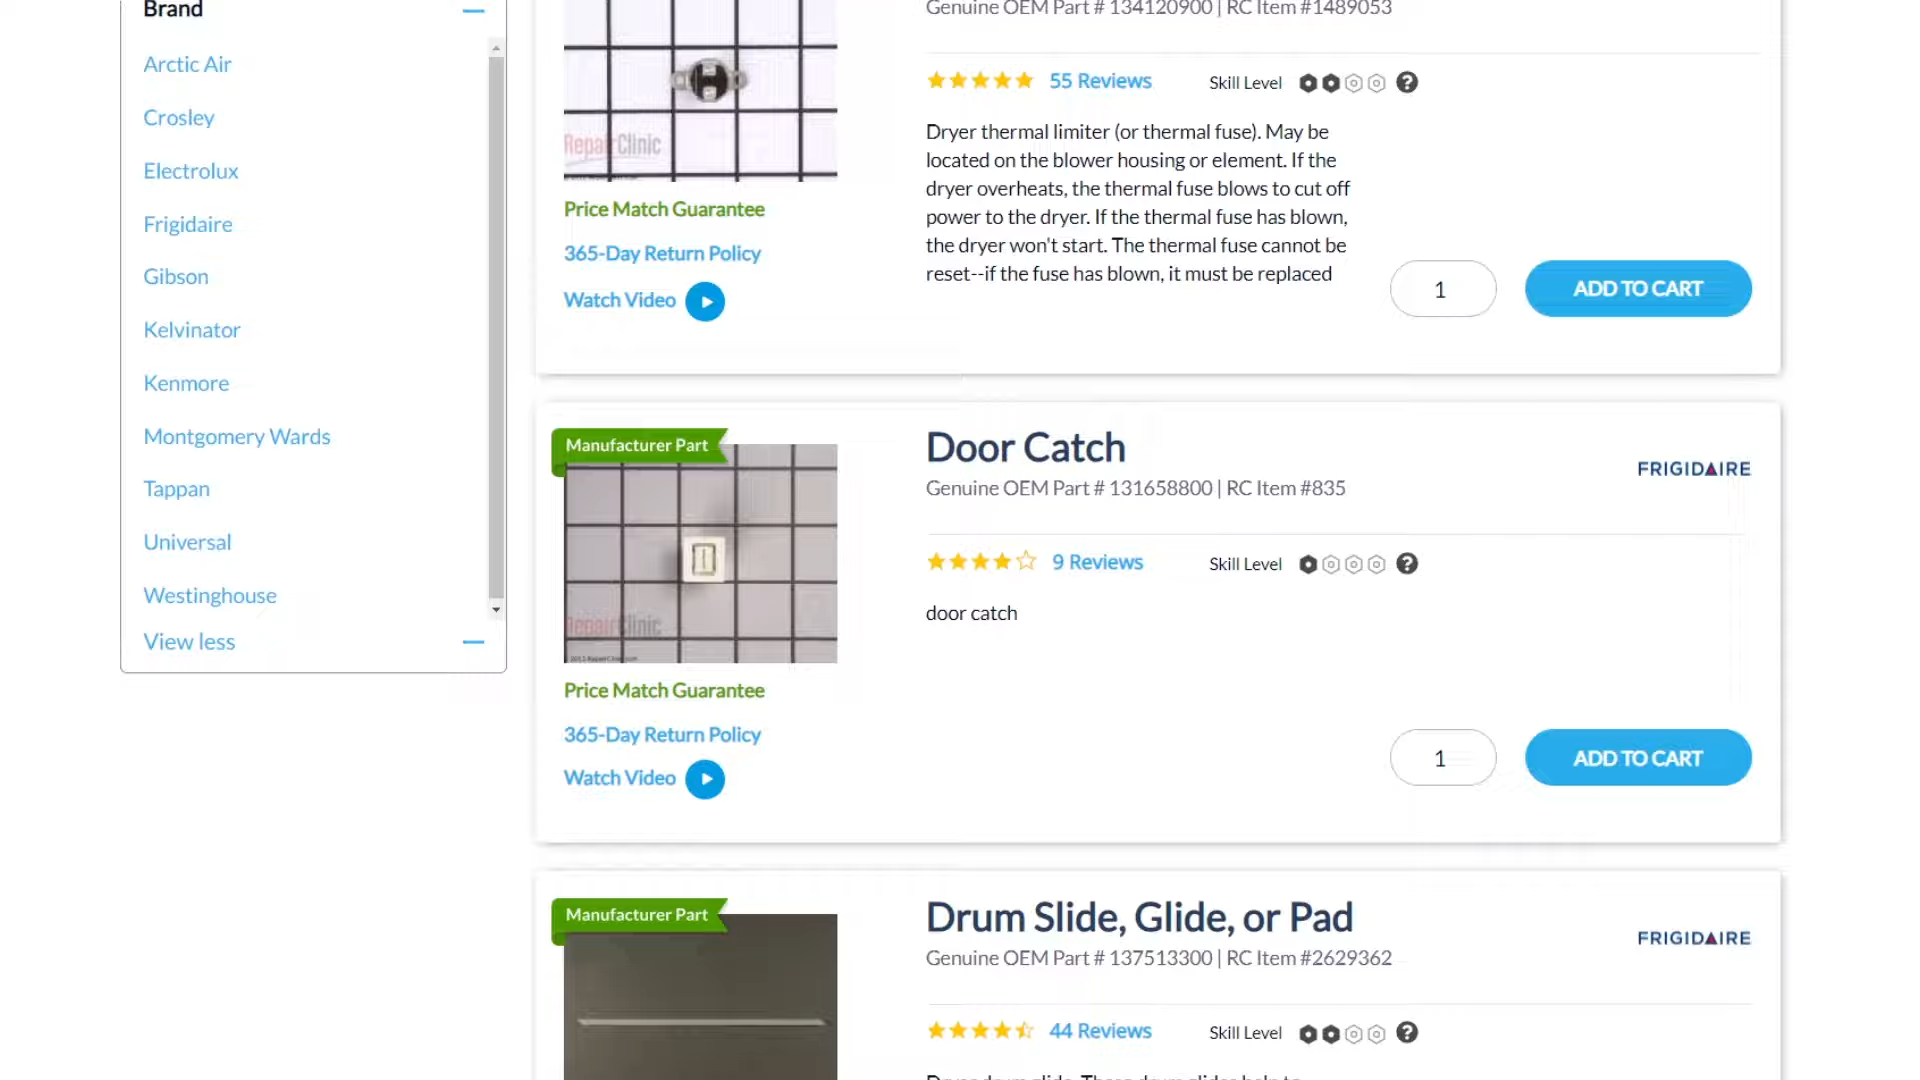 Brand
Arctic Air
Crosley
Electrolux
Frigidaire
Gibson
Kelvinator
Kenmore
Montgomery Wards
Tappan
Universal
Westinghouse
View less
Genuine OEM Part # 134120900 | RC Item #1489053
55 Reviews
Skill Level
?
Dryer thermal limiter (or thermal fuse). May be
located on the blower housing or element. If the
dryer overheats, the thermal fuse blows to cut off
power to the dryer. If the thermal fuse has blown,
the dryer won't start. The thermal fuse cannot be
reset--if the fuse has blown, it must be replaced
RepairClinic
Price Match Guarantee
365-Day Return Policy
Watch Video
1
ADD TO CART
Manufacturer Part
RepairClinic
Door Catch
FRIGIDAIRE
Genuine OEM Part # 131658800 | RC Item #835
9 Reviews
Skill Level
?
door catch
Price Match Guarantee
365-Day Return Policy
Watch Video
1
ADD TO CART
Manufacturer Part
Drum Slide, Glide, or Pad
FRIGIDAIRE
Genuine OEM Part # 137513300 | RC Item #2629362
44 Reviews
Skill Level
?